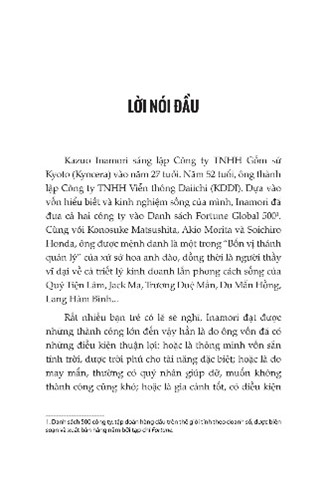 LỜI NÓI ĐẦU
Kazuo Inamori sáng lập Công ty TNHH Gốm sứ
Kyoto (Kyocera) vào năm 27 tuổi. Năm 52 tuổi, ông thành
lập Công ty TNHH Viễn thông Daiichi (KDDI). Dựa vào
vốn hiểu biết và kinh nghiệm sống của mình, Inamori đã
đưa cả hai công ty vào Danh sách Fortune Global 500¹.
Cùng với Konosuke Matsushita, Akio Morita và Soichiro
Honda, ông được mệnh danh là một trong “Bốn vị thánh
quản lý” của xứ sở hoa anh đào, đồng thời là người thầy
vĩ đại về cả triết lý kinh doanh lẫn phong cách sống của
Quý Tiện Lâm, Jack Ma, Trương Duệ Mẫn, Du Mẫn Hồng,
Lang Hàm Bình...
Rất nhiều bạn trẻ có lẽ sẽ nghĩ, Inamori đạt được
những thành công lớn đến vậy hẳn là do ông vốn đã có
những điều kiện thuận lợi: hoặc là thông minh vốn sẵn
tính trời, được trời phú cho tài năng đặc biệt; hoặc là do
may mắn, thường có quý nhân giúp đỡ, muốn không
thành công cũng khó; hoặc là gia cảnh tốt, có điều kiện
1. Danh sách 500 công ty, tập đoàn hàng đầu trên thế giới tính theo doanh số, được biên
soạn và xuất bản hàng năm bởi tạp chí Fortune.